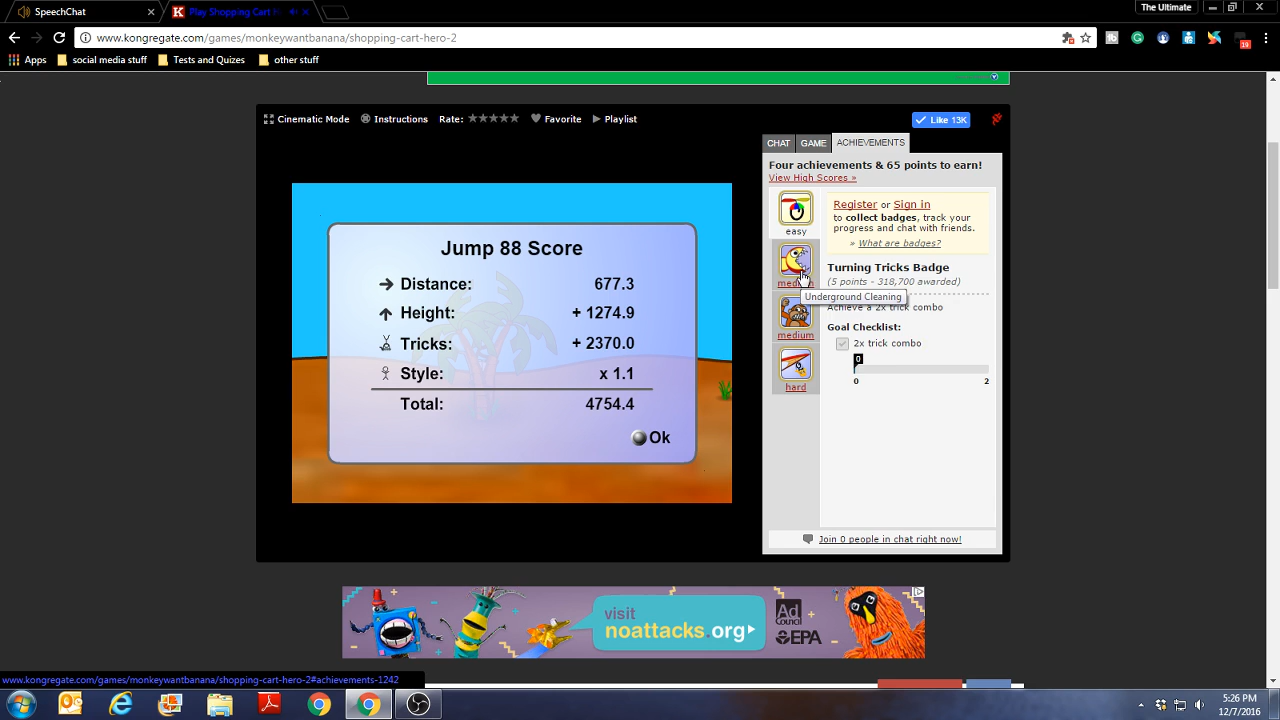 SpeechChat
Play Shopping Cart H
The Ultimate
www.kongregate.com/games/monkeywantbanana/shopping-cart-hero-2
19
Apps social media stuff Tests and Quizes other stuff
Cinematic Mode Instructions Rate: Favorite Playlist
Like 13K
CHAT GAME ACHIEVEMENTS
Four achievements & 65 points to earn!
View High Scores »
easy
medium
medium
hard
Register or Sign in
to collect badges, track your
progress and chat with friends.
» What are badges?
Turning Tricks Badge
(5 points - 318,700 awarded)
Underground Cleaning
Achieve a 2x trick combo
Goal Checklist:
2x trick combo
0
0 2
Join 0 people in chat right now!
Jump 88 Score
Distance: 677.3
Height: + 1274.9
Tricks: + 2370.0
Style: x 1.1
Total: 4754.4
Ok
visit
noattacks.org
Ad
Council
EPA
www.kongregate.com/games/monkeywantbanana/shopping-cart-hero-2#achievements-1242
5:26 PM
12/7/2016